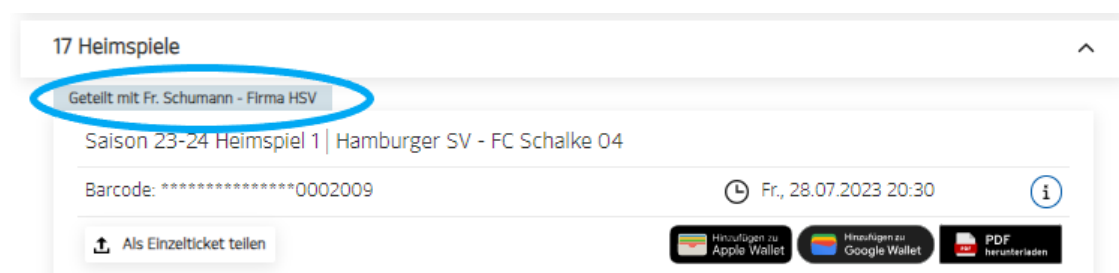 17 Heimspiele
Geteilt mit Fr. Schumann - Firma HSV
Saison 23-24 Heimspiel 1 | Hamburger SV - FC Schalke 04
Barcode: ***************0002009
Fr., 28.07.2023 20:30
i
Als Einzelticket teilen
Hinzufügen zu
Apple Wallet
Hinzufügen zu
Google Wallet
PDF
PDF
herunterladen